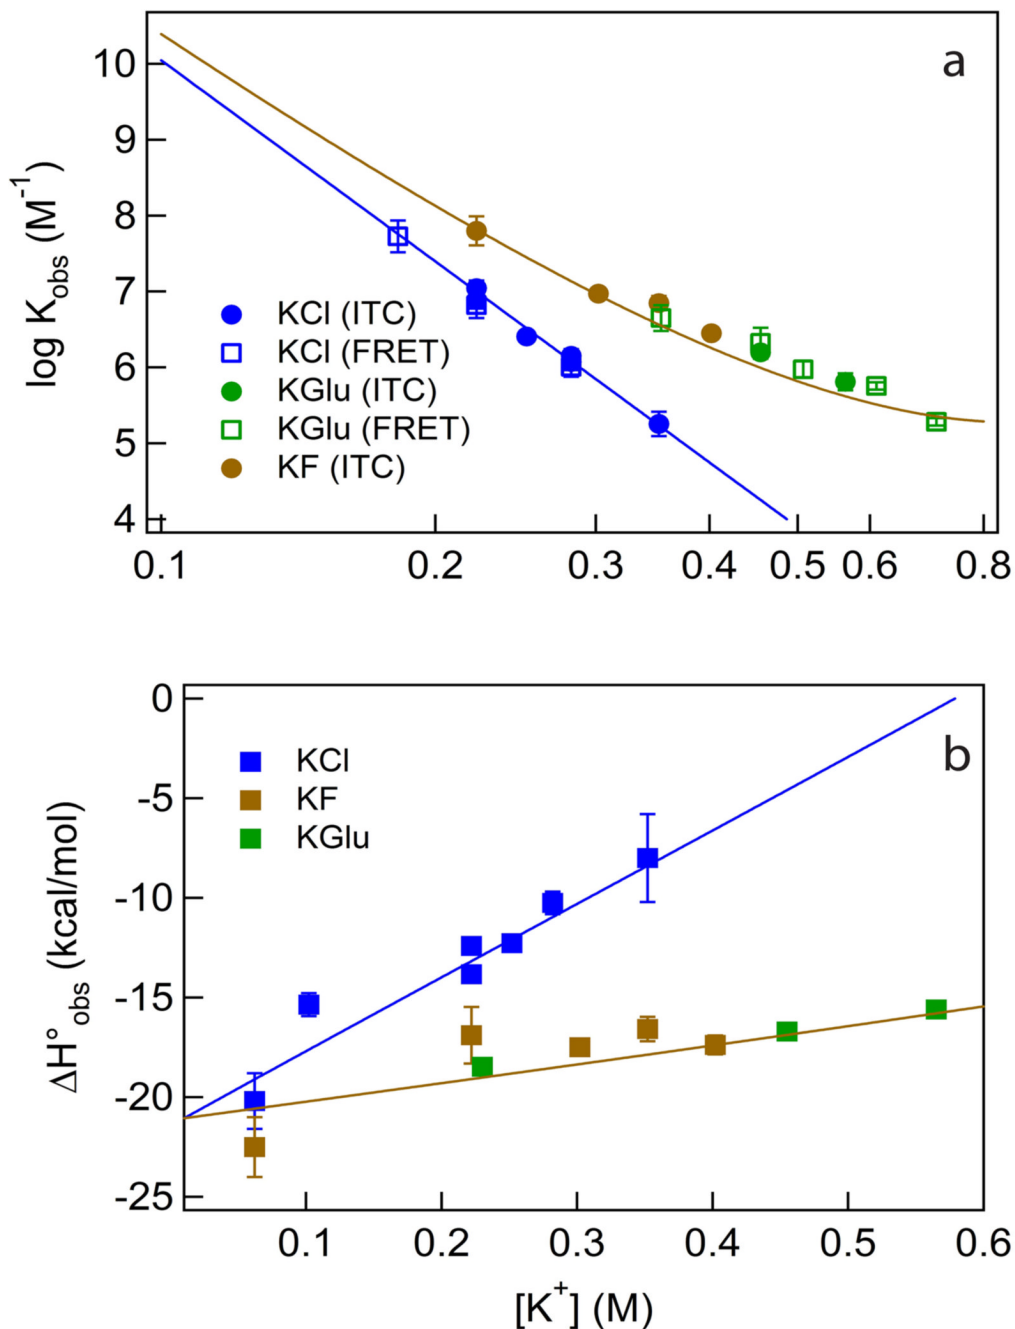 a
10
9
8
7
6
5
4
log K_obs (M^-1)
KCl (ITC)
KCl (FRET)
KGlu (ITC)
KGlu (FRET)
KF (ITC)
0.1 0.2 0.3 0.4 0.5 0.6 0.8
b
0
-5
-10
-15
-20
-25
ΔH°_obs (kcal/mol)
KCl
KF
KGlu
0.1 0.2 0.3 0.4 0.5 0.6
[K^+] (M)